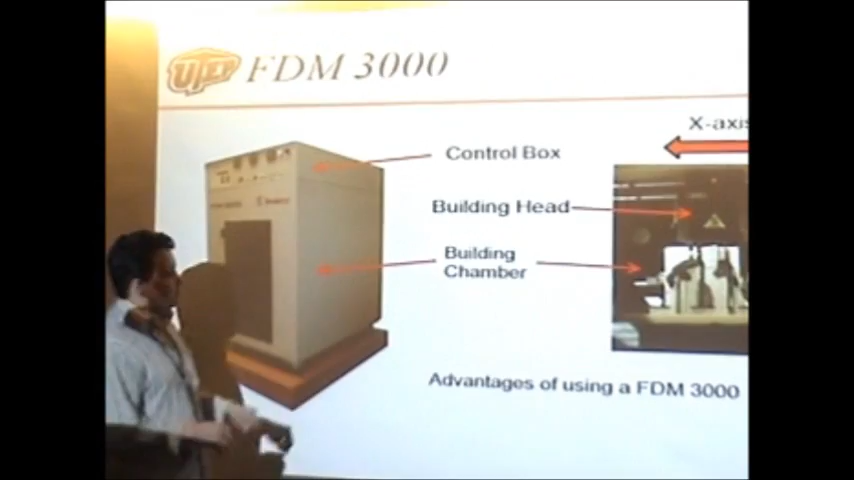 UTEP FDM 3000
X-axis
Control Box
Building Head
Building
Chamber
Advantages of using a FDM 3000